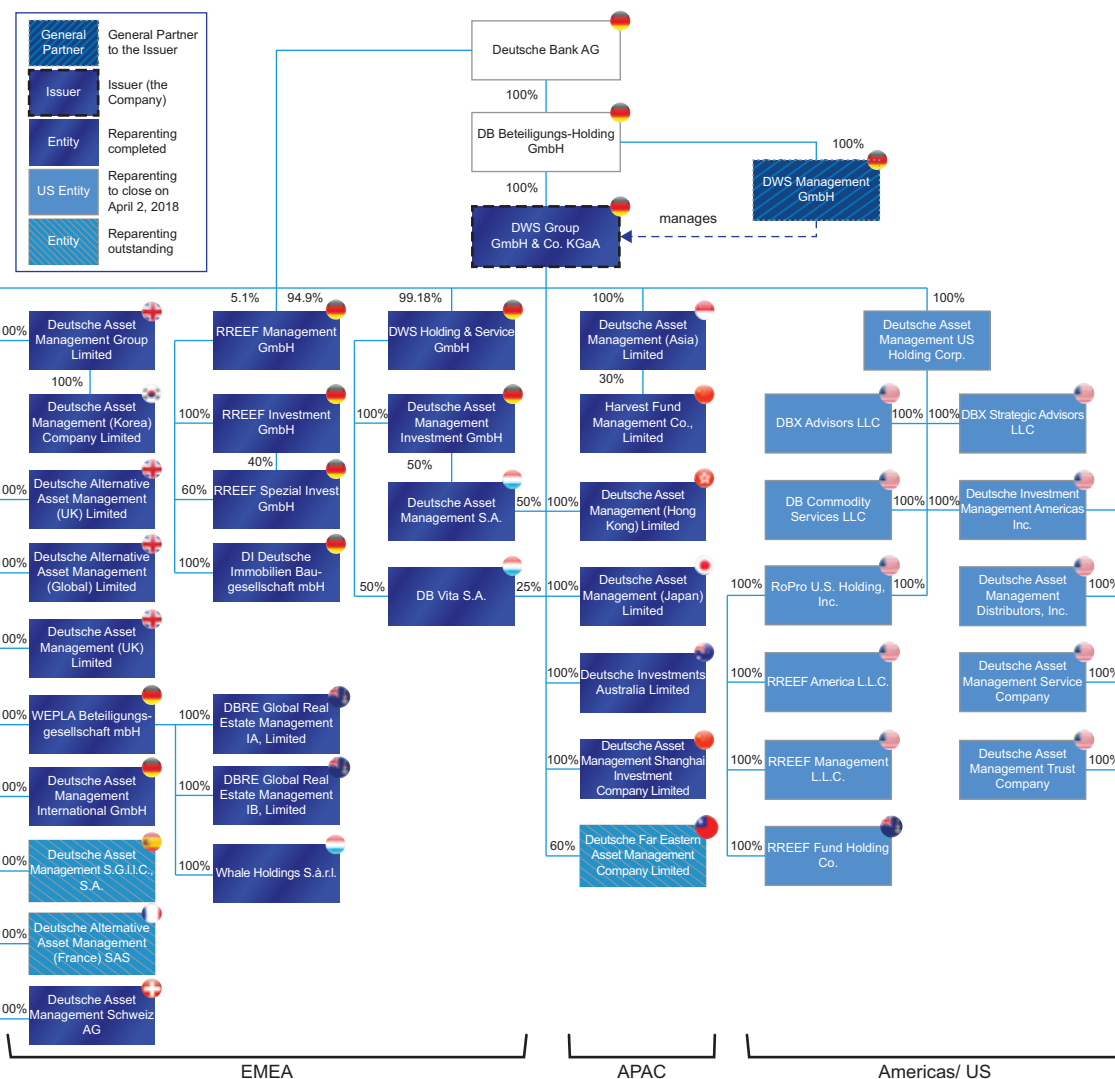 General
Partner
General Partner
to the Issuer
Issuer
Issuer (the
Company)
Entity
Reparenting
completed
US Entity
Reparenting
to close on
April 2, 2018
Entity
Reparenting
outstanding
Deutsche Bank AG
100%
DB Beteiligungs-Holding
GmbH
100%
100%
DWS Management
GmbH
DWS Group
GmbH & Co. KGaA
manages
5.1%
94.9%
99.18%
100%
100%
00%
Deutsche Asset
Management Group
Limited
100%
Deutsche Asset
Management (Korea)
Company Limited
00%
Deutsche Alternative
Asset Management
(UK) Limited
00%
Deutsche Alternative
Asset Management
(Global) Limited
00%
Deutsche Asset
Management (UK)
Limited
00%
WEPLA Beteiligungs-
gesellschaft mbH
00%
Deutsche Asset
Management
International GmbH
00%
Deutsche Asset
Management S.G.I.I.C.,
S.A.
00%
Deutsche Alternative
Asset Management
(France) SAS
00%
Deutsche Asset
Management Schweiz
AG
RREEF Management
GmbH
100%
RREEF Investment
GmbH
40%
60%
RREEF Spezial Invest
GmbH
100%
DI Deutsche
Immobilien Bau-
gesellschaft mbH
100%
DBRE Global Real
Estate Management
IA, Limited
100%
DBRE Global Real
Estate Management
IB, Limited
100%
Whale Holdings S.à.r.l.
DWS Holding & Service
GmbH
100%
Deutsche Asset
Management
Investment GmbH
50%
Deutsche Asset
Management S.A.
50%
50%
DB Vita S.A.
25%
Deutsche Asset
Management (Asia)
Limited
30%
Harvest Fund
Management Co.,
Limited
100%
Deutsche Asset
Management (Hong
Kong) Limited
100%
Deutsche Asset
Management (Japan)
Limited
100%
Deutsche Investments
Australia Limited
100%
Deutsche Asset
Management Shanghai
Investment
Company Limited
60%
Deutsche Far Eastern
Asset Management
Company Limited
Deutsche Asset
Management US
Holding Corp.
DBX Advisors LLC
100%
100%
DBX Strategic Advisors
LLC
DB Commodity
Services LLC
100%
100%
Deutsche Investment
Management Americas
Inc.
100%
RoPro U.S. Holding,
Inc.
100%
Deutsche Asset
Management
Distributors, Inc.
100%
100%
RREEF America L.L.C.
Deutsche Asset
Management Service
Company
100%
100%
RREEF Management
L.L.C.
Deutsche Asset
Management Trust
Company
100%
100%
RREEF Fund Holding
Co.
EMEA
APAC
Americas/ US